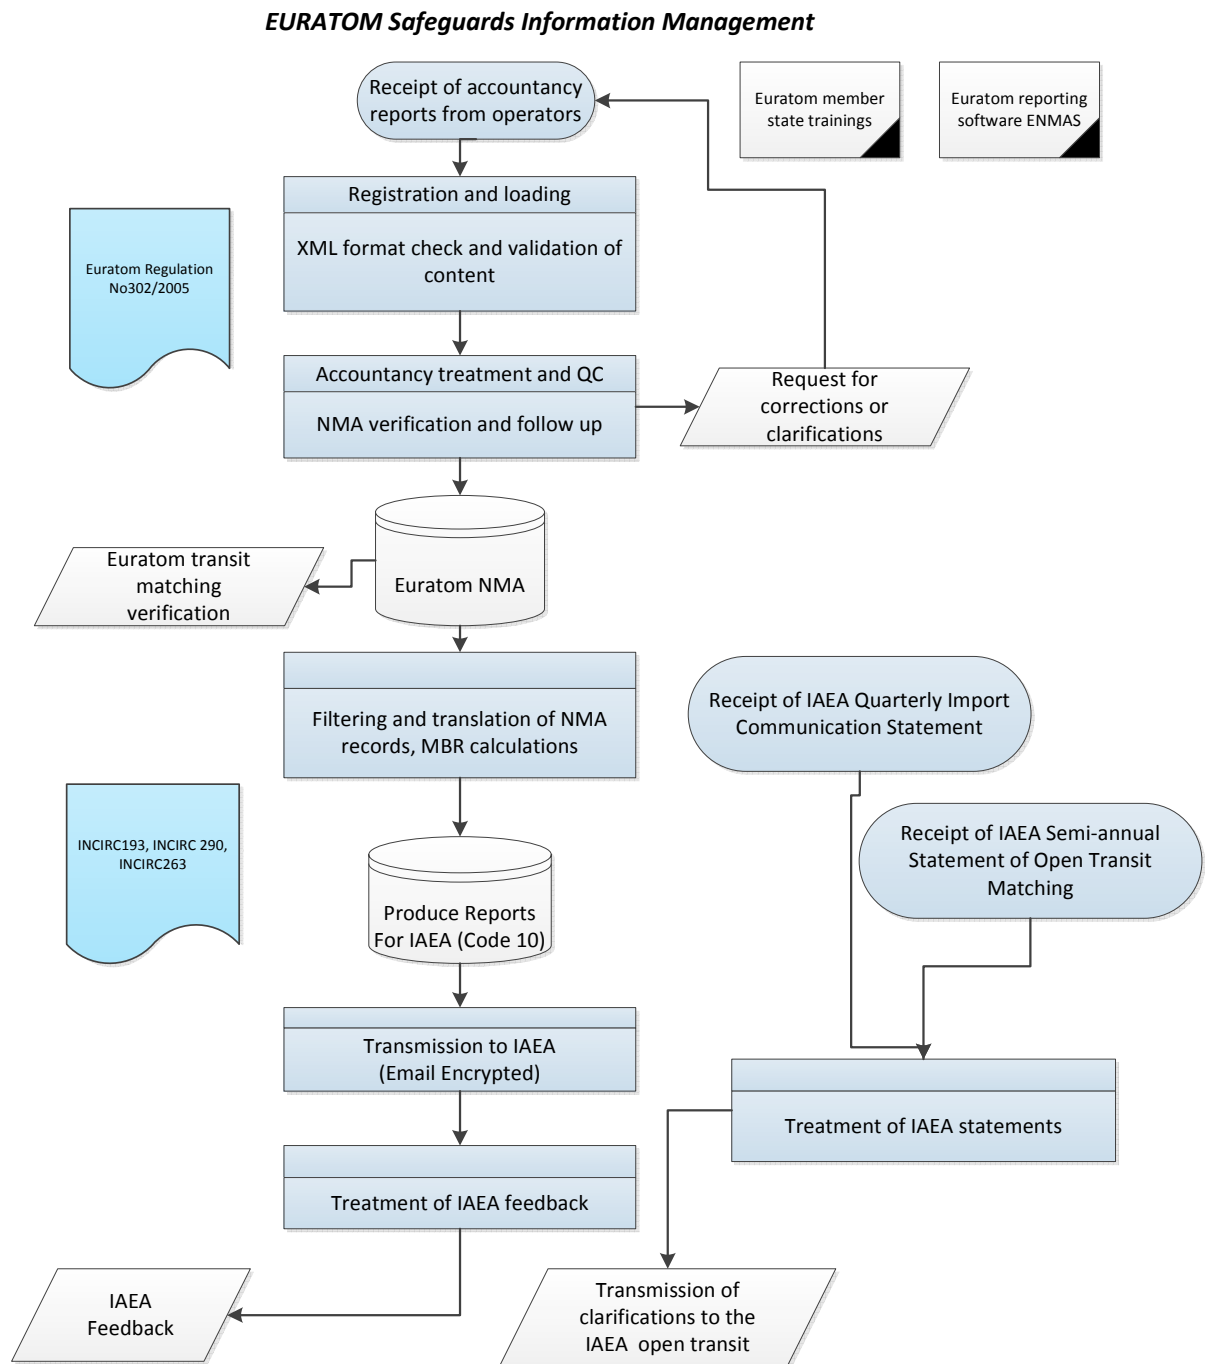 EURATOM Safeguards Information Management
Receipt of accountancy
reports from operators
Euratom member
state trainings
Euratom reporting
software ENMAS
Registration and loading
XML format check and validation of
content
Euratom Regulation
No302/2005
Accountancy treatment and QC
NMA verification and follow up
Request for
corrections or
clarifications
Euratom transit
matching
verification
Euratom NMA
Filtering and translation of NMA
records, MBR calculations
Receipt of IAEA Quarterly Import
Communication Statement
INCIRC193, INCIRC 290,
INCIRC263
Receipt of IAEA Semi-annual
Statement of Open Transit
Matching
Produce Reports
For IAEA (Code 10)
Transmission to IAEA
(Email Encrypted)
Treatment of IAEA statements
Treatment of IAEA feedback
IAEA
Feedback
Transmission of
clarifications to the
IAEA  open transit